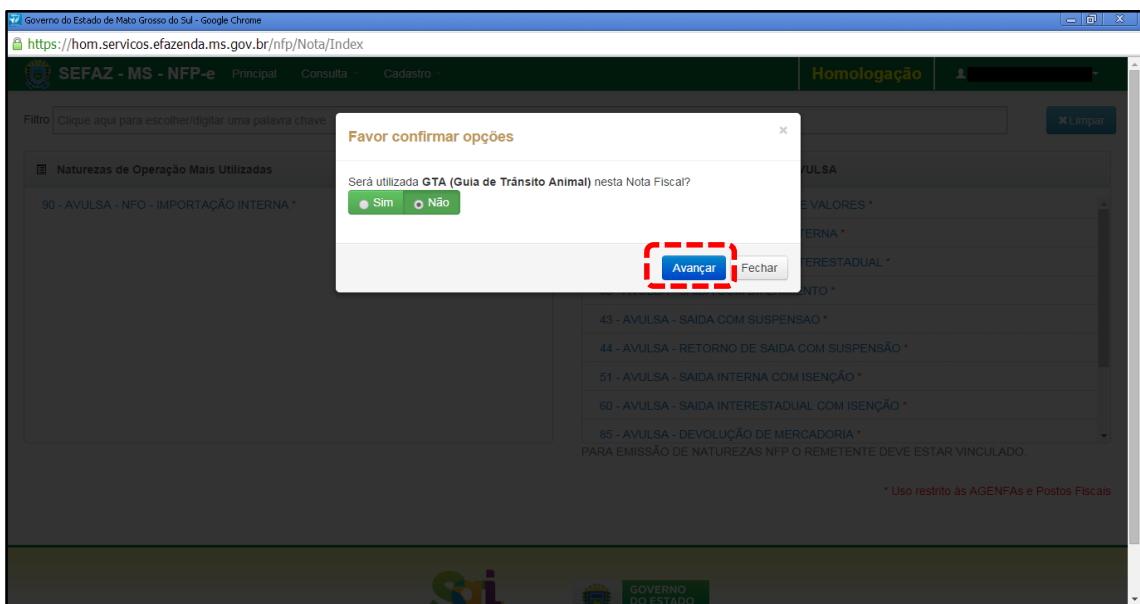 Governo do Estado de Mato Grosso do Sul - Google Chrome
https://hom.servicos.efazenda.ms.gov.br/nfp/Nota/Index
SEFAZ - MS - NFP-e Principal Consulta Cadastro Homologação
Filtro Clique aqui para escolher/digitar uma palavra chave Limpar
Favor confirmar opções ×
Naturezas de Operação Mais Utilizadas
VULSA
Será utilizada GTA (Guia de Trânsito Animal) nesta Nota Fiscal?
Sim Não
90 - AVULSA - NFO - IMPORTAÇÃO INTERNA *
E VALORES *
ERNA *
Avançar Fechar
ERESTADUAL *
NTO *
43 - AVULSA - SAIDA COM SUSPENSAO *
44 - AVULSA - RETORNO DE SAIDA COM SUSPENSÃO *
51 - AVULSA - SAIDA INTERNA COM ISENÇÃO *
60 - AVULSA - SAIDA INTERESTADUAL COM ISENÇÃO *
85 - AVULSA - DEVOLUÇÃO DE MERCADORIA *
PARA EMISSÃO DE NATUREZAS NFP O REMETENTE DEVE ESTAR VINCULADO.
* Uso restrito às AGENFAs e Postos Fiscais
GOVERNO
DO ESTADO